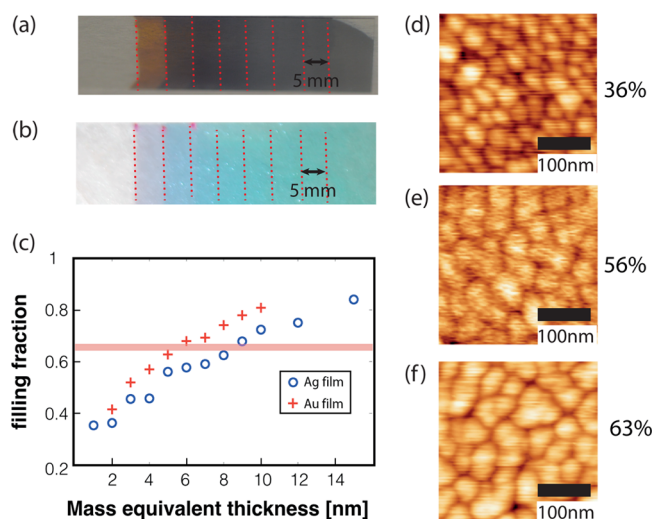 (a)
5 mm
(b)
5 mm
(c)
1
0.8
0.6
0.4
0.2
filling fraction
Ag film
Au film
2 4 6 8 10 12 14
Mass equivalent thickness [nm]
(d)
36%
100nm
(e)
56%
100nm
(f)
63%
100nm